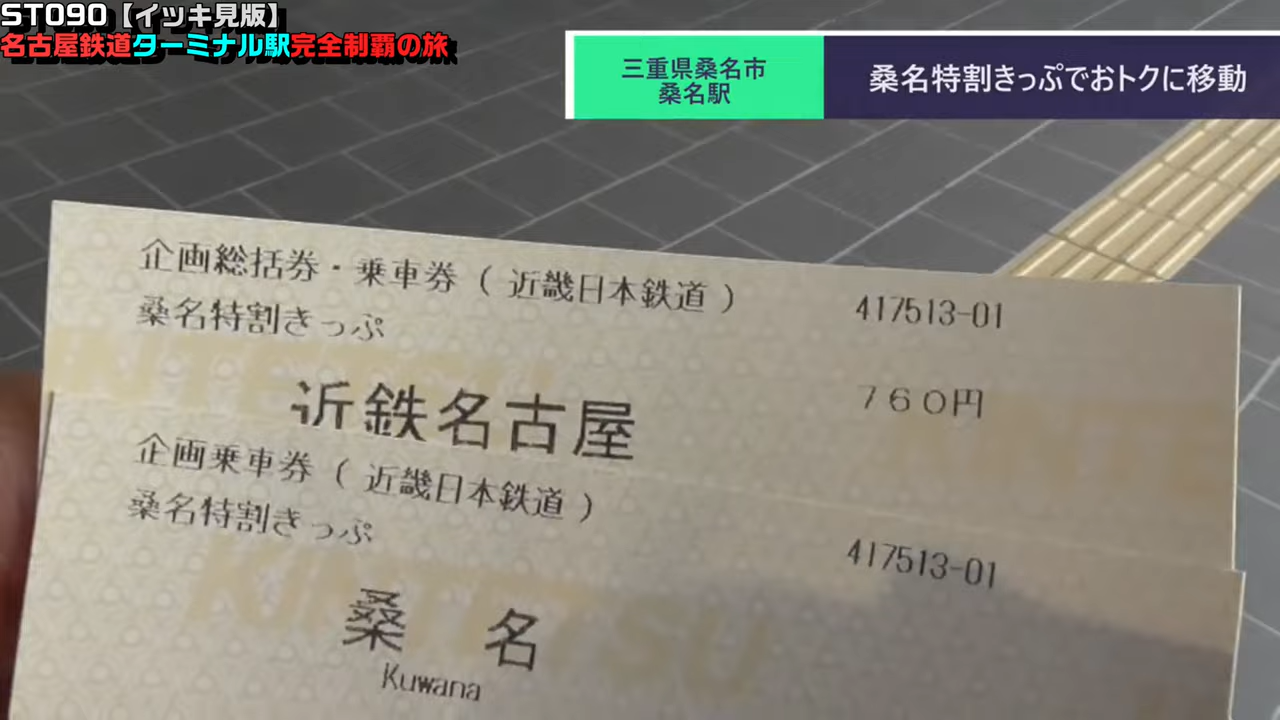 ST090【イッキ見版】
名古屋鉄道ターミナル駅完全制覇の旅
三重県桑名市
桑名駅
桑名特割きっぷでおトクに移動
企画総括券・乗車券（近畿日本鉄道）
417513-01
桑名特割きっぷ
760円
近鉄名古屋
企画乗車券（近畿日本鉄道）
桑名特割きっぷ
417513-01
桑名
Kuwana